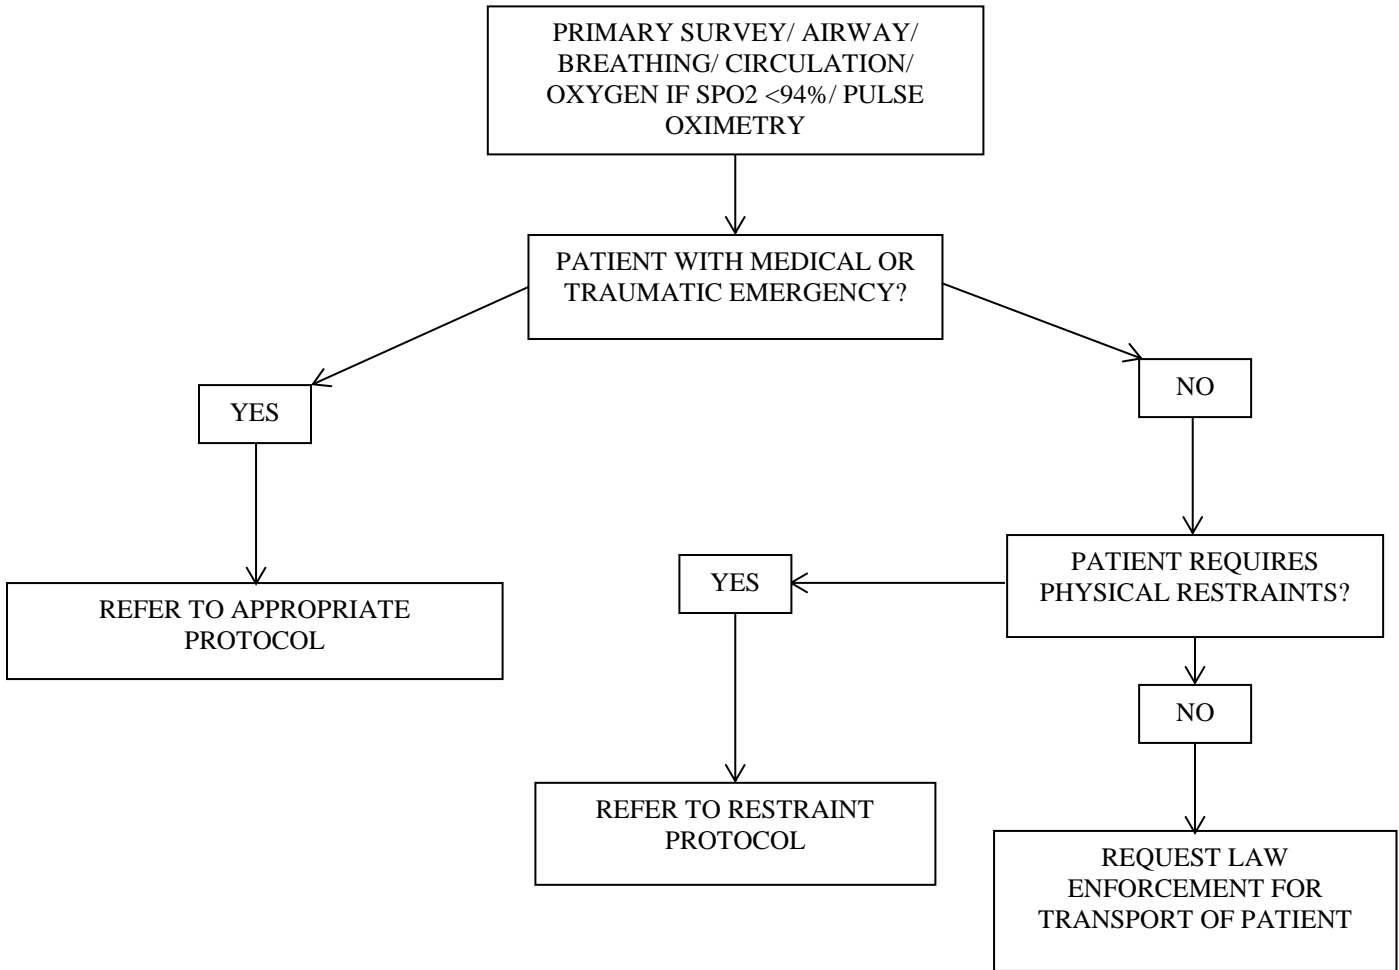 PRIMARY SURVEY/ AIRWAY/
BREATHING/ CIRCULATION/
OXYGEN IF SPO2 <94%/ PULSE
OXIMETRY
PATIENT WITH MEDICAL OR
TRAUMATIC EMERGENCY?
YES
NO
REFER TO APPROPRIATE
PROTOCOL
PATIENT REQUIRES
PHYSICAL RESTRAINTS?
YES
NO
REFER TO RESTRAINT
PROTOCOL
REQUEST LAW
ENFORCEMENT FOR
TRANSPORT OF PATIENT